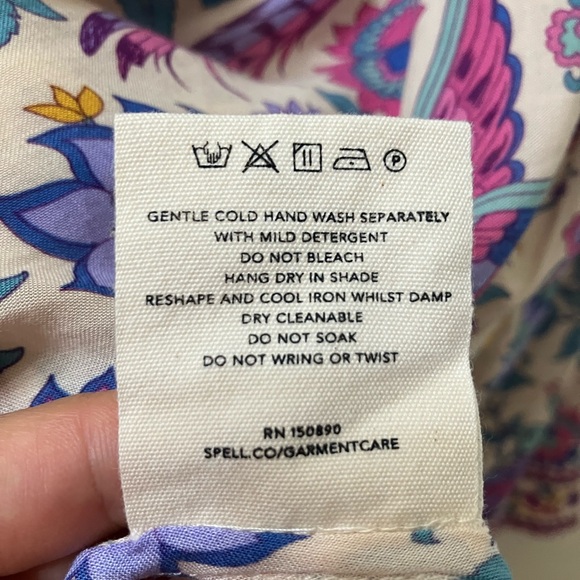 P
GENTLE COLD HAND WASH SEPARATELY
WITH MILD DETERGENT
DO NOT BLEACH
HANG DRY IN SHADE
RESHAPE AND COOL IRON WHILST DAMP
DRY CLEANABLE
DO NOT SOAK
DO NOT WRING OR TWIST
RN 150890
SPELL.CO/GARMENTCARE